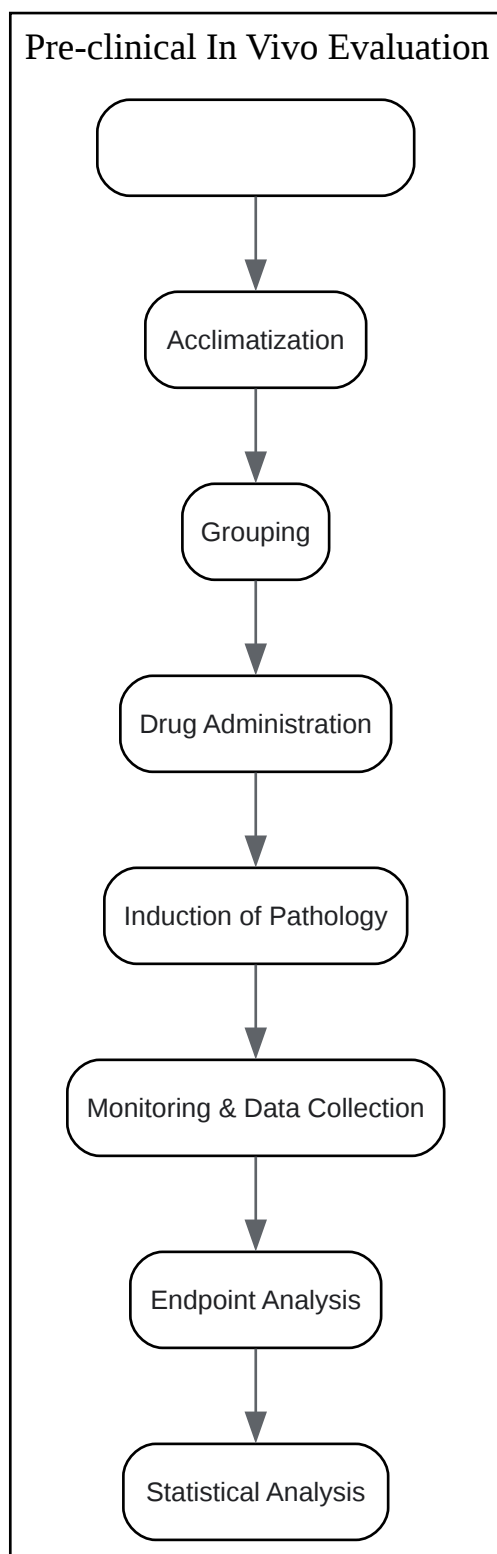 Pre-clinical In Vivo Evaluation
Acclimatization
Grouping
Drug Administration
Induction of Pathology
Monitoring & Data Collection
Endpoint Analysis
Statistical Analysis